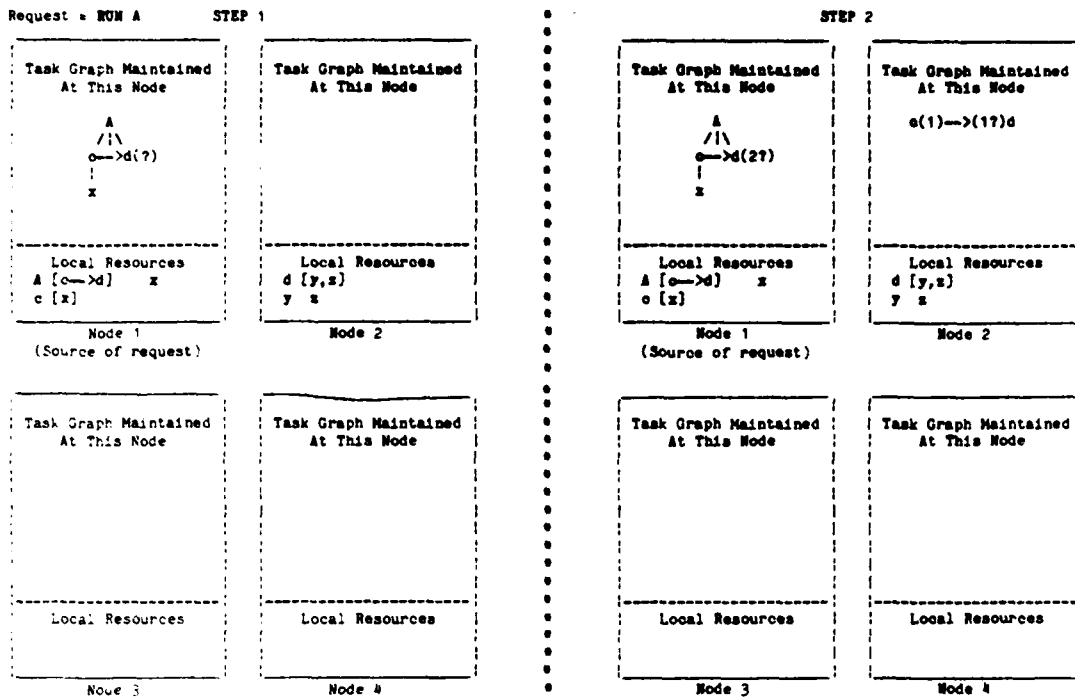 Request = RUN A STEP 1
Task Graph Maintained
At This Node
A
/|\
c-->d(?)
|
x
Local Resources
A [c-->d] x
c [x]
Node 1
(Source of request)
Task Graph Maintained
At This Node
Local Resources
d [y,z]
y z
Node 2
Task Graph Maintained
At This Node
Local Resources
Node 3
Task Graph Maintained
At This Node
Local Resources
Node 4
STEP 2
Task Graph Maintained
At This Node
A
/|\
c-->d(2?)
|
x
Local Resources
A [c-->d] x
c [x]
Node 1
(Source of request)
Task Graph Maintained
At This Node
c(1)-->(1?)d
Local Resources
d [y,z]
y z
Node 2
Task Graph Maintained
At This Node
Local Resources
Node 3
Task Graph Maintained
At This Node
Local Resources
Node 4